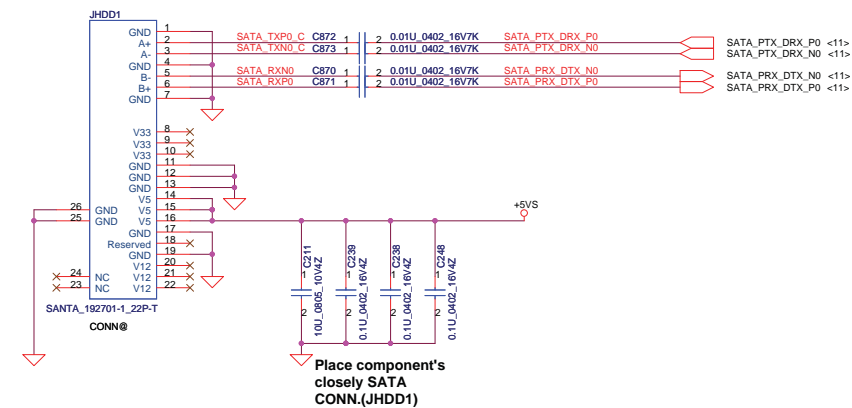 JHDD1
GND 1
A+ 2 SATA_TXP0_C C872 1 2 0.01U_0402_16V7K SATA_PTX_DRX_P0 SATA_PTX_DRX_P0 <11>
A- 3 SATA_TXN0_C C873 1 2 0.01U_0402_16V7K SATA_PTX_DRX_N0 SATA_PTX_DRX_N0 <11>
GND 4
B- 5 SATA_RXN0 C870 1 2 0.01U_0402_16V7K SATA_PRX_DTX_N0 SATA_PRX_DTX_N0 <11>
B+ 6 SATA_RXP0 C871 1 2 0.01U_0402_16V7K SATA_PRX_DTX_P0 SATA_PRX_DTX_P0 <11>
GND 7
V33 8
V33 9
V33 10
GND 11
GND 12
GND 13
V5 14
V5 15
V5 16
GND 17
Reserved 18
GND 19
V12 20
V12 21
V12 22
26 GND
25 GND
24 NC
23 NC
+5VS
1 C211 2 10U_0805_10V4Z
1 C239 2 0.1U_0402_16V4Z
1 C238 2 0.1U_0402_16V4Z
1 C248 2 0.1U_0402_16V4Z
SANTA_192701-1_22P-T
CONN@
Place component's
closely SATA
CONN.(JHDD1)